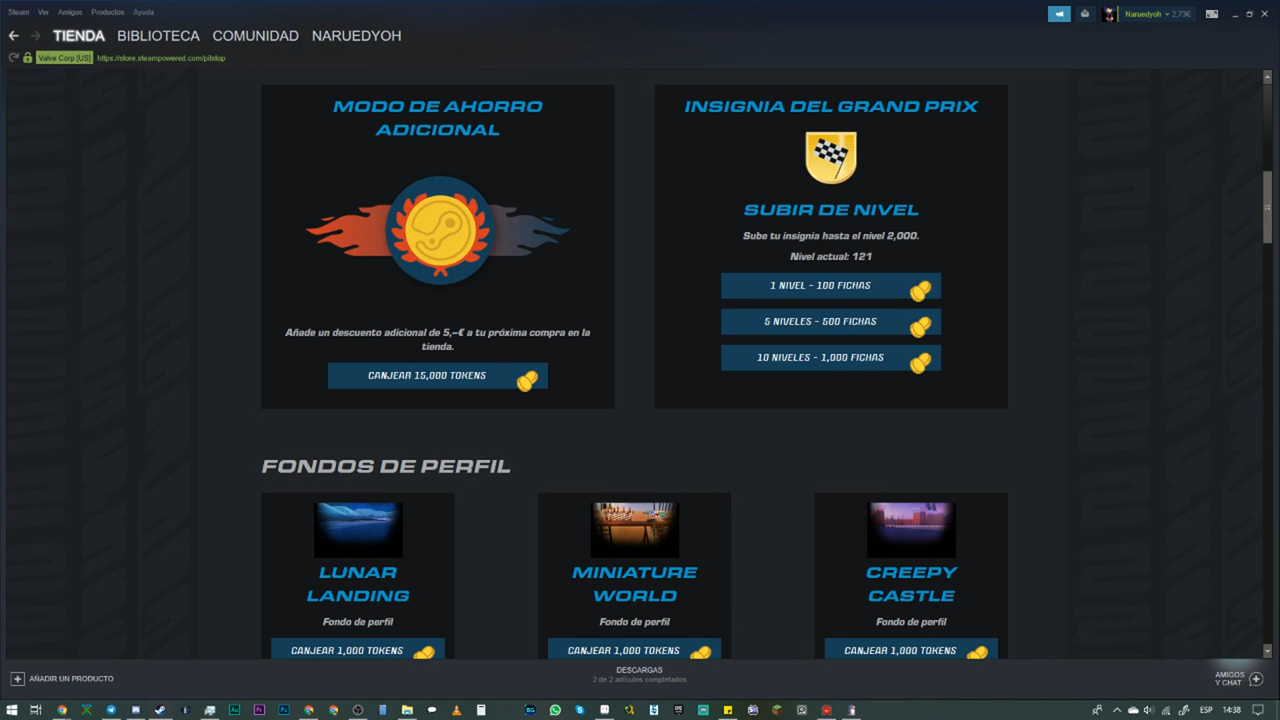 Steam Ver Amigos Productos Ayuda
Naruedyoh 2,73€
TIENDA BIBLIOTECA COMUNIDAD NARUEDYOH
Valve Corp [US] https://store.steampowered.com/pitstop
MODO DE AHORRO
ADICIONAL
Añade un descuento adicional de 5,--€ a tu próxima compra en la
tienda.
CANJEAR 15,000 TOKENS
INSIGNIA DEL GRAND PRIX
SUBIR DE NIVEL
Sube tu insignia hasta el nivel 2,000.
Nivel actual: 121
1 NIVEL - 100 FICHAS
5 NIVELES - 500 FICHAS
10 NIVELES - 1,000 FICHAS
FONDOS DE PERFIL
LUNAR
LANDING
Fondo de perfil
CANJEAR 1,000 TOKENS
MINIATURE
WORLD
Fondo de perfil
CANJEAR 1,000 TOKENS
CREEPY
CASTLE
Fondo de perfil
CANJEAR 1,000 TOKENS
AÑADIR UN PRODUCTO
DESCARGAS
2 de 2 artículos completados
AMIGOS
Y CHAT
ESP 14:38